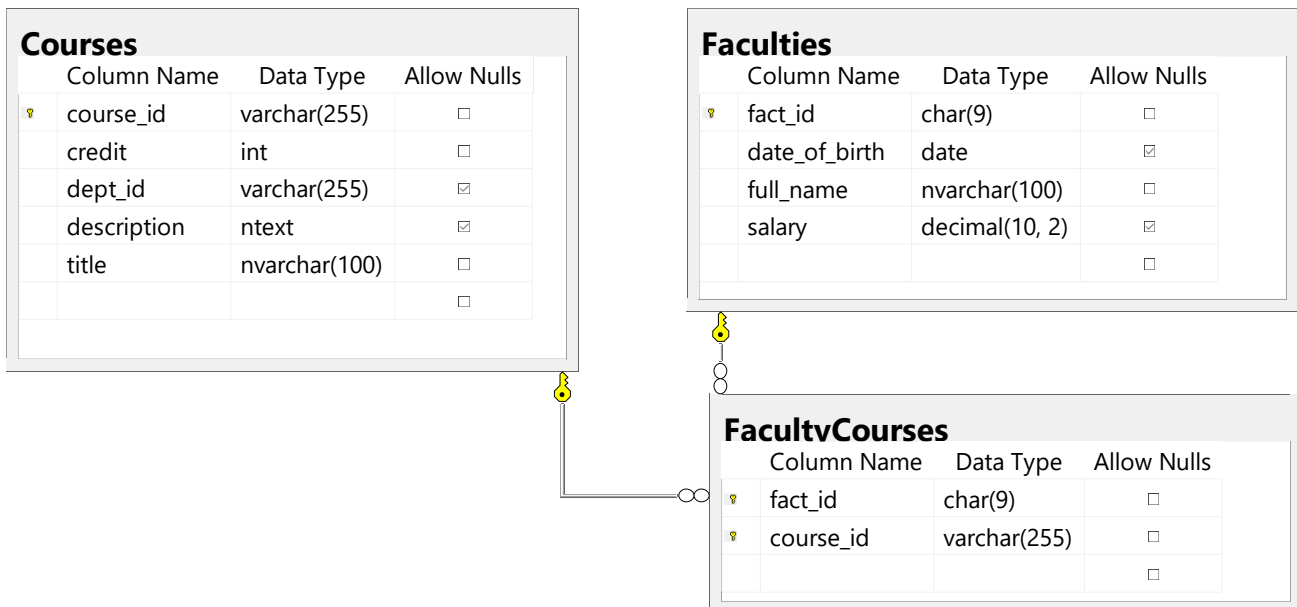 Courses
Column Name Data Type Allow Nulls
course_id varchar(255)
credit int
dept_id varchar(255)
description ntext
title nvarchar(100)
Faculties
Column Name Data Type Allow Nulls
fact_id char(9)
date_of_birth date
full_name nvarchar(100)
salary decimal(10, 2)
FacultyCourses
Column Name Data Type Allow Nulls
fact_id char(9)
course_id varchar(255)